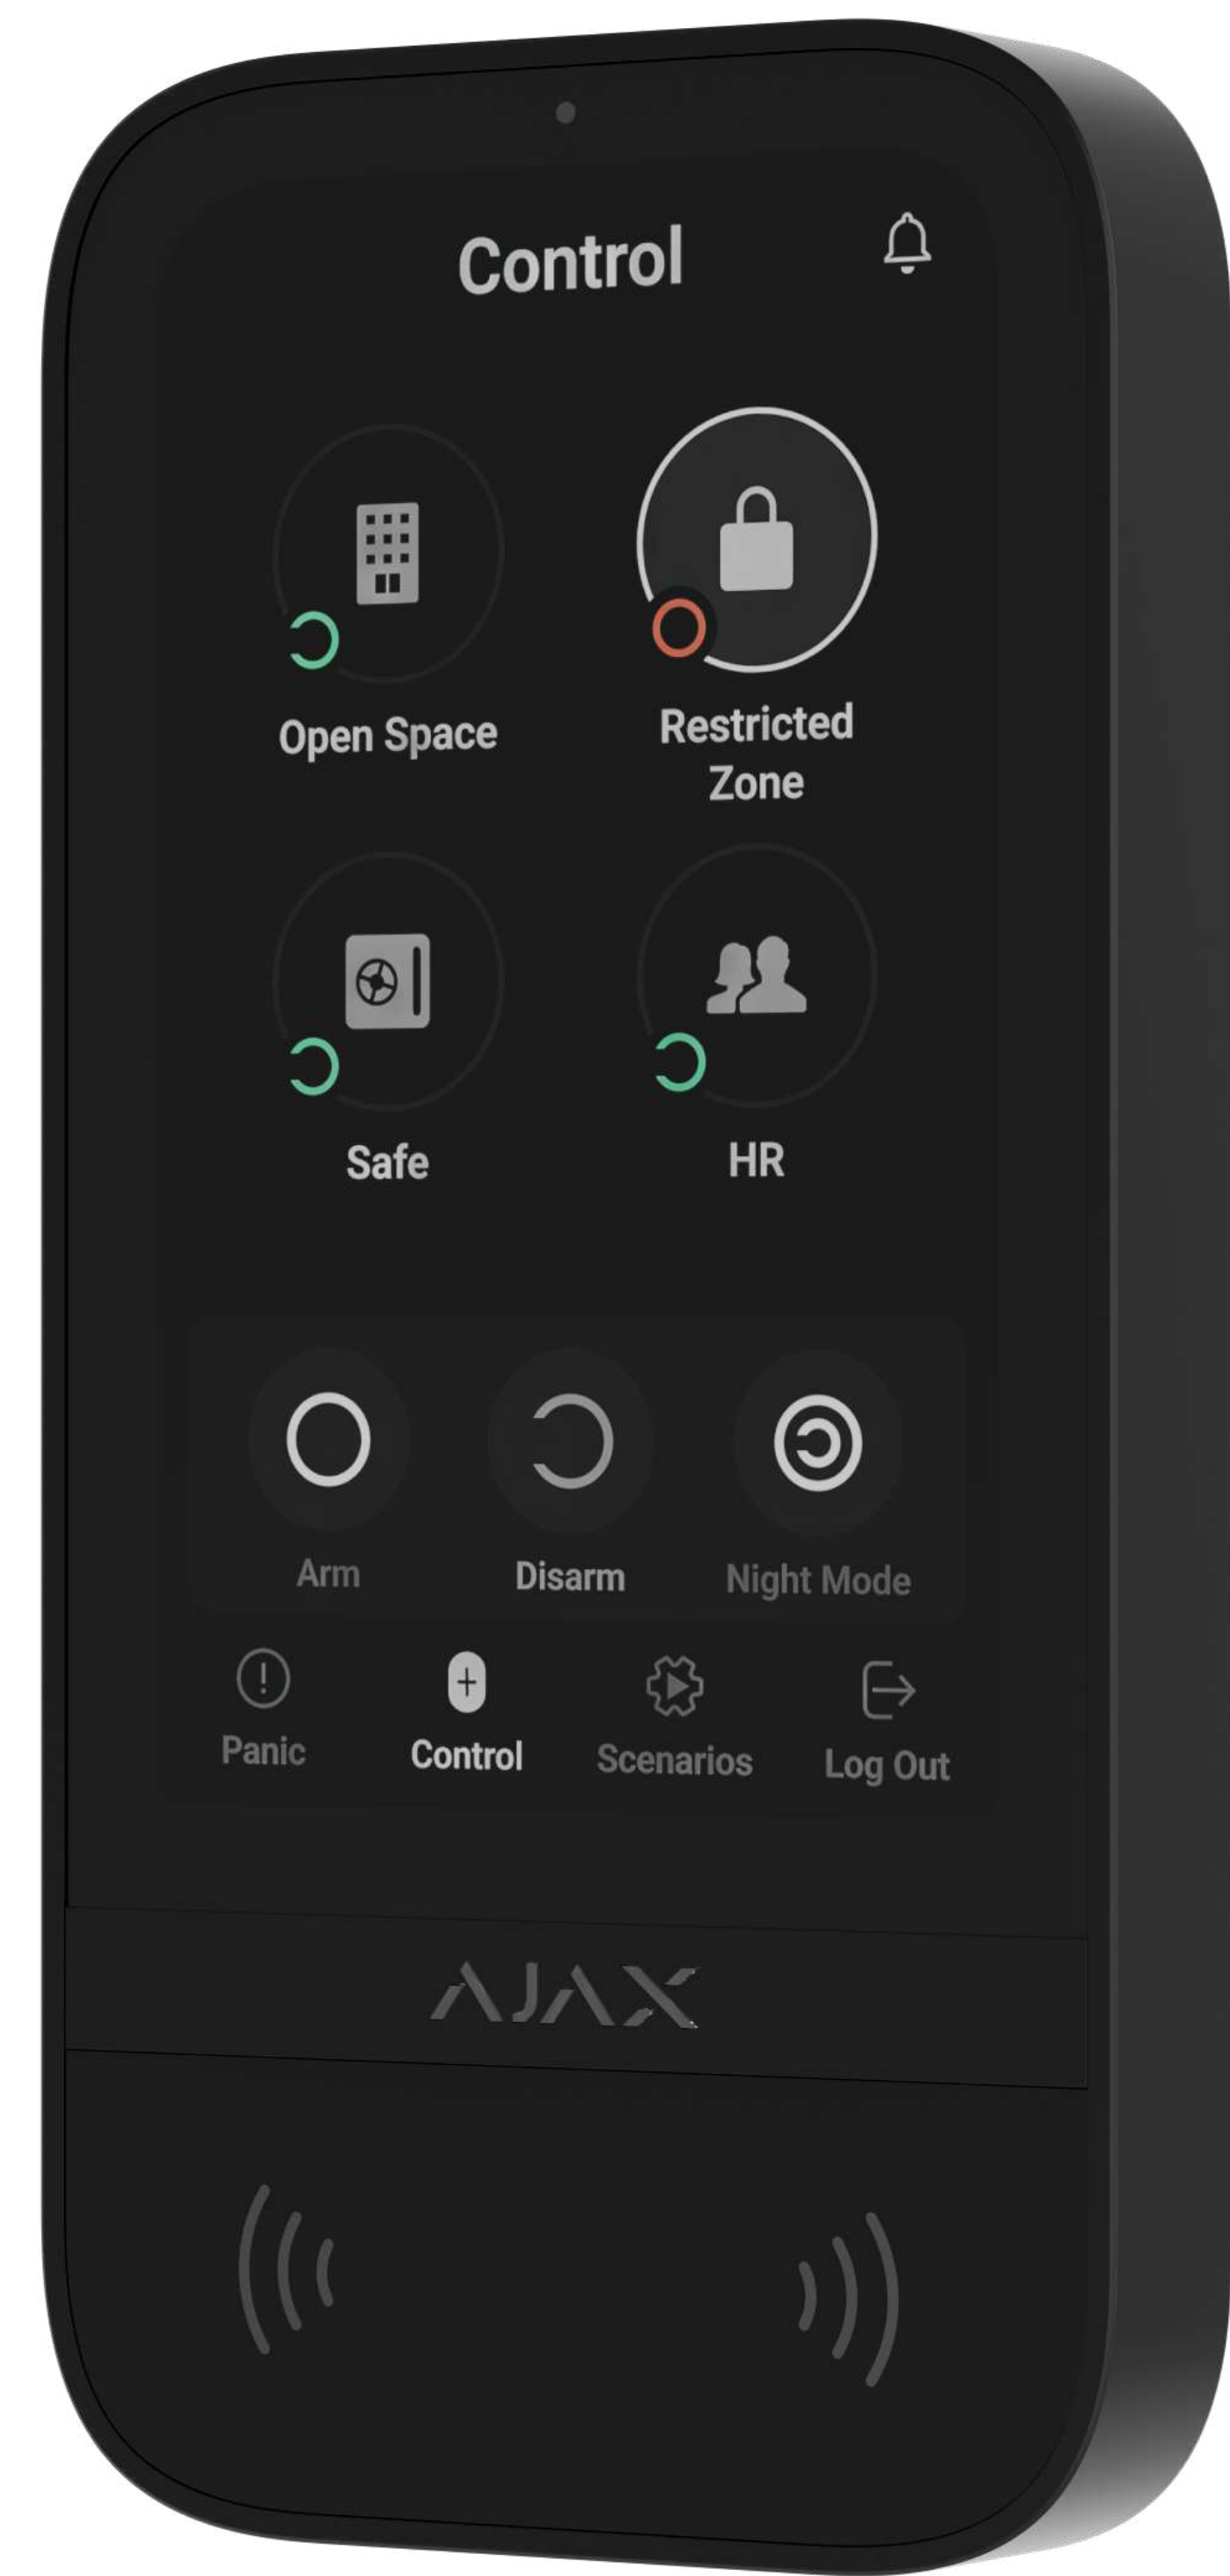 Control
Open Space
Restricted
Zone
Safe
HR
Arm
Disarm
Night Mode
Panic
Control
Scenarios
Log Out
AJAX